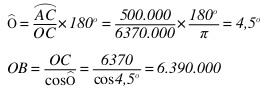 Ô = AC/OC × 180° = 500.000/6370.000 × 180°/π = 4,5°
OB = OC/cosÔ = 6370/cos4,5° = 6.390.000